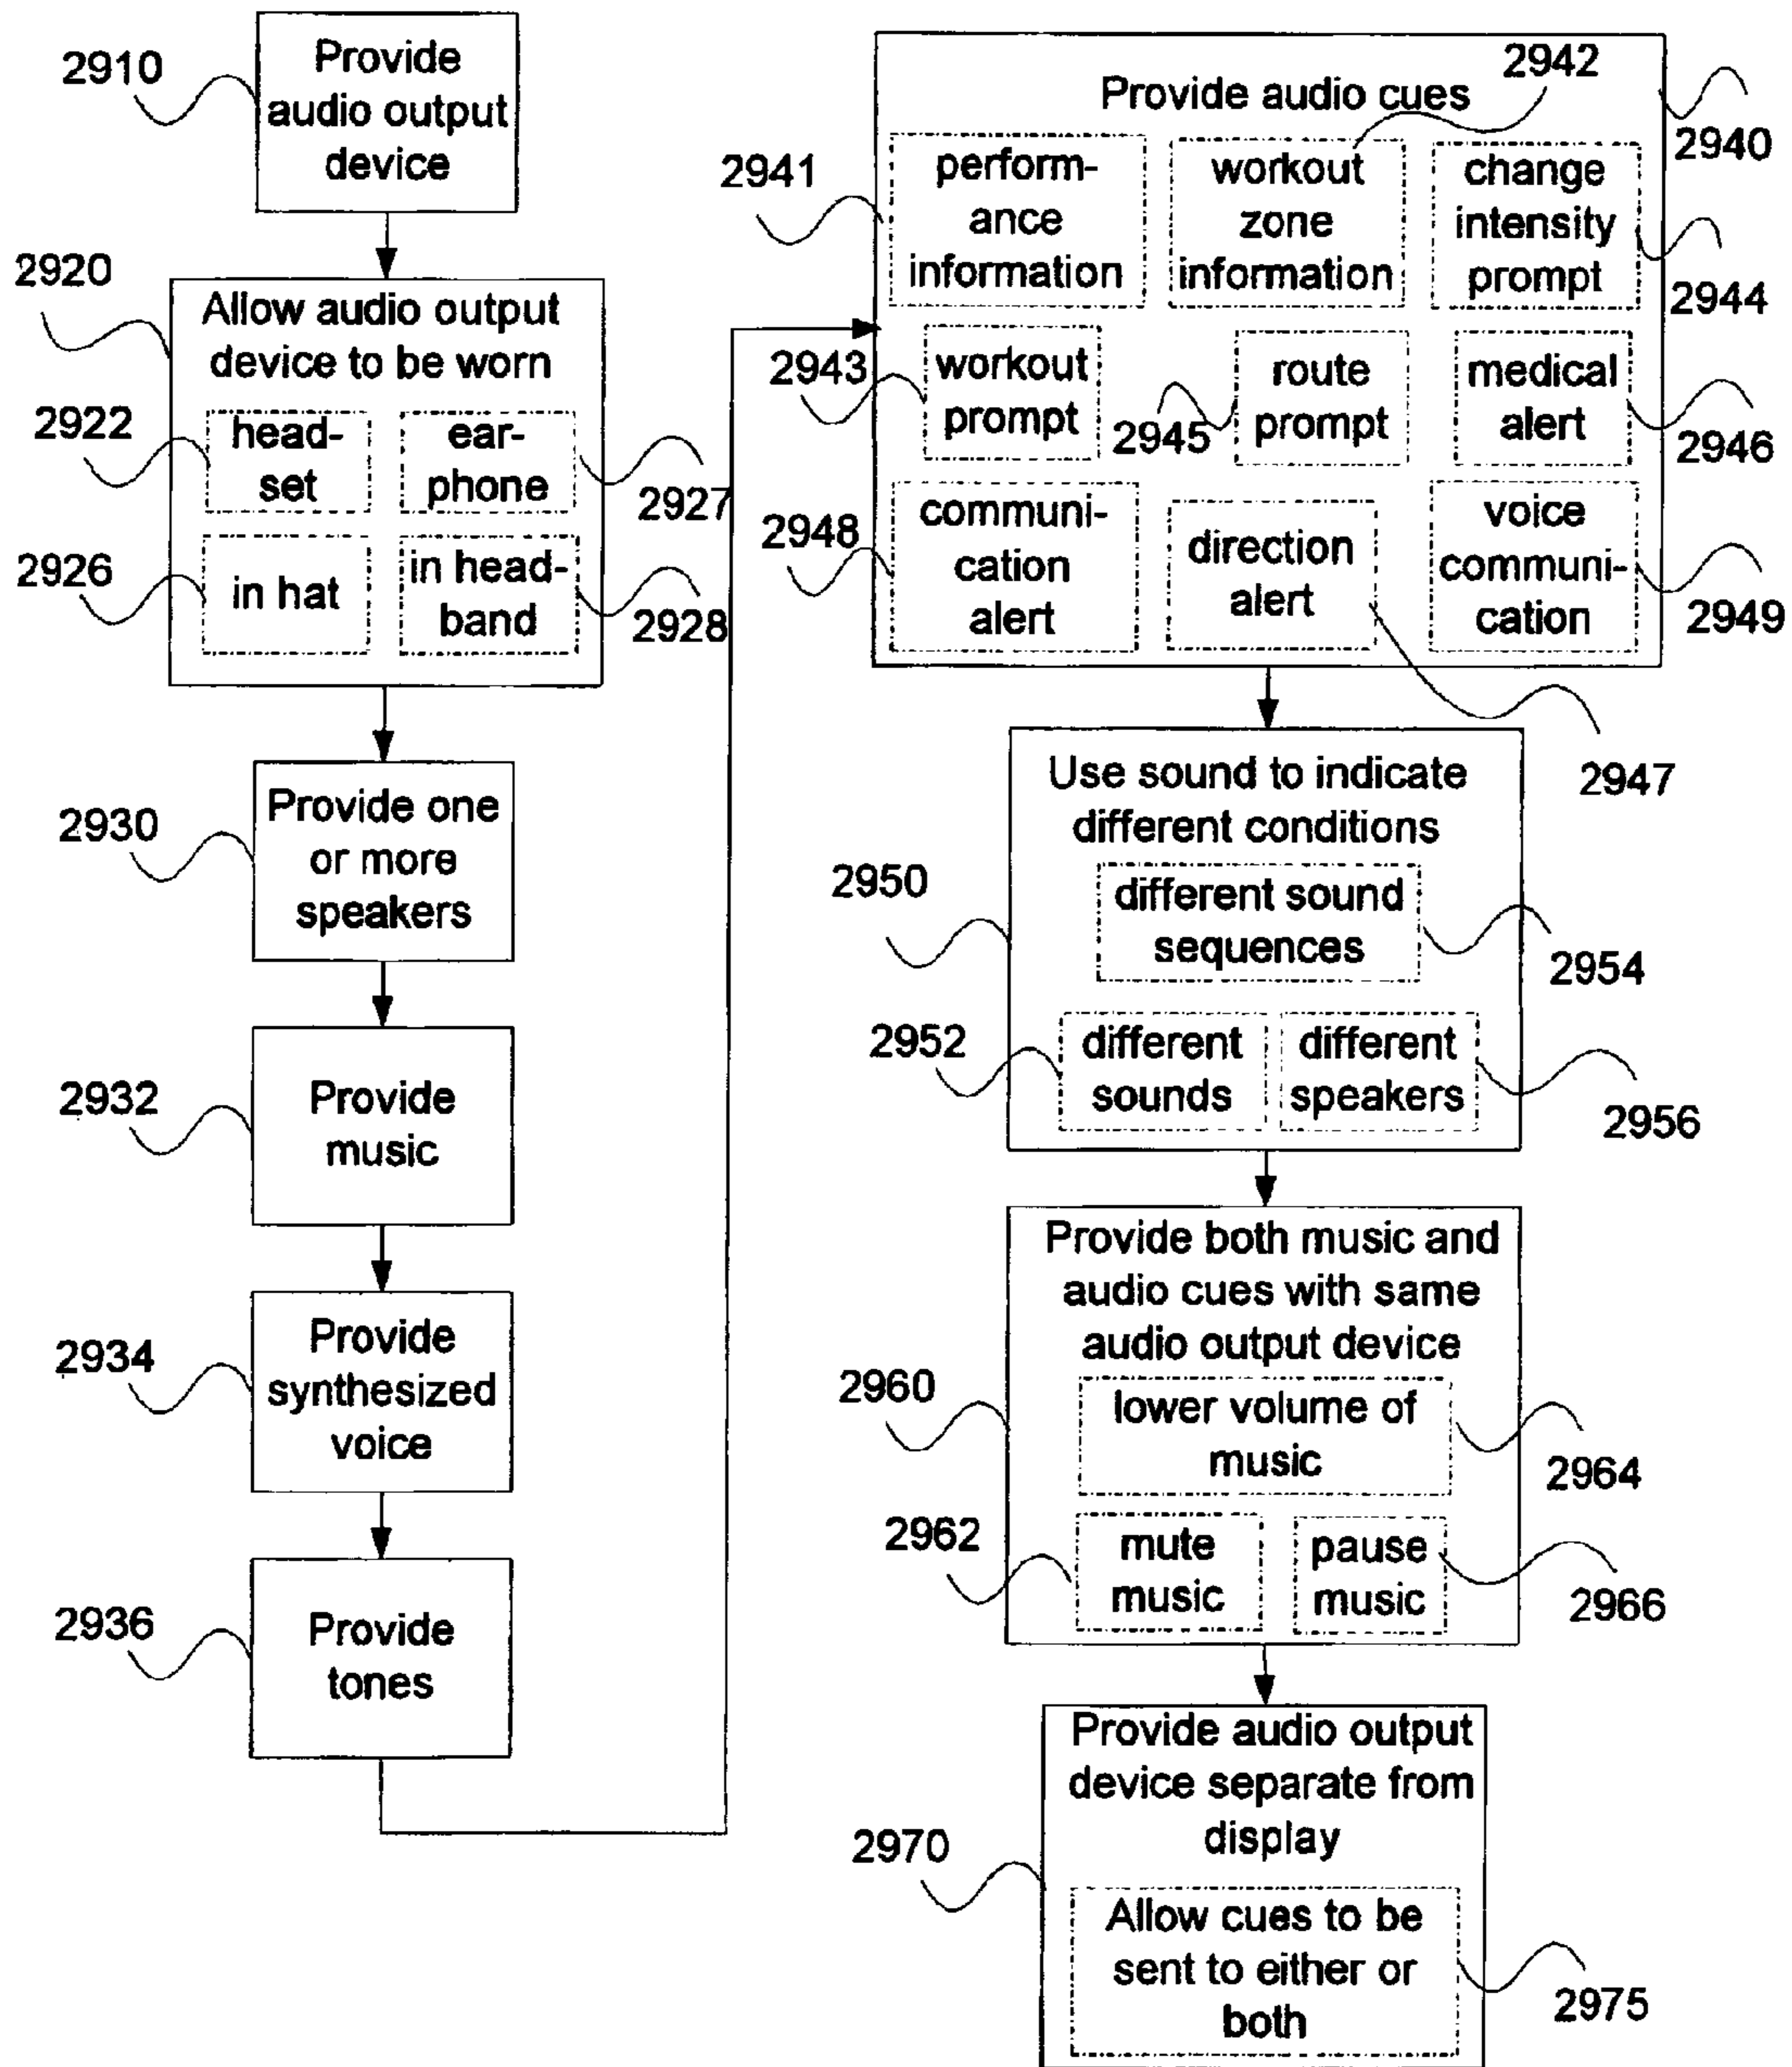 2910
Provide
audio output
device
2920
Allow audio output
device to be worn
2922
head-
set
ear-
phone
2927
2926
in hat
in head-
band
2928
2930
Provide one
or more
speakers
2932
Provide
music
2934
Provide
synthesized
voice
2936
Provide
tones
2942
Provide audio cues
2940
2941
perform-
ance
information
workout
zone
information
change
intensity
prompt
2944
2943
workout
prompt
2945
route
prompt
medical
alert
2946
2948
communi-
cation
alert
direction
alert
voice
communi-
cation
2949
2947
Use sound to indicate
different conditions
2950
different sound
sequences
2954
2952
different
sounds
different
speakers
2956
Provide both music and
audio cues with same
audio output device
2960
lower volume of
music
2964
2962
mute
music
pause
music
2966
Provide audio output
device separate from
display
2970
Allow cues to be
sent to either or
both
2975